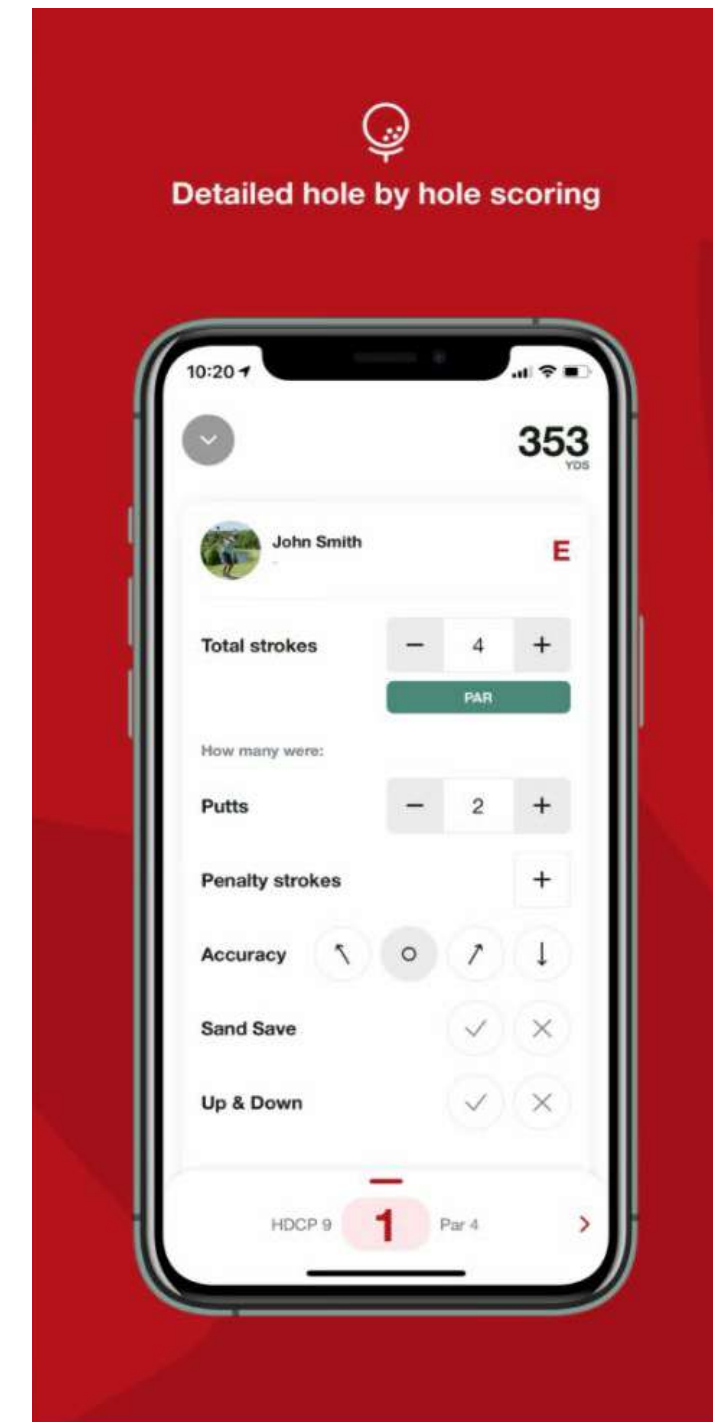 Detailed hole by hole scoring
10:20
353
YDS
John Smith
-
E
Total strokes
− 4 +
PAR
How many were:
Putts
− 2 +
Penalty strokes
+
Accuracy
Sand Save
Up & Down
HDCP 9 1 Par 4